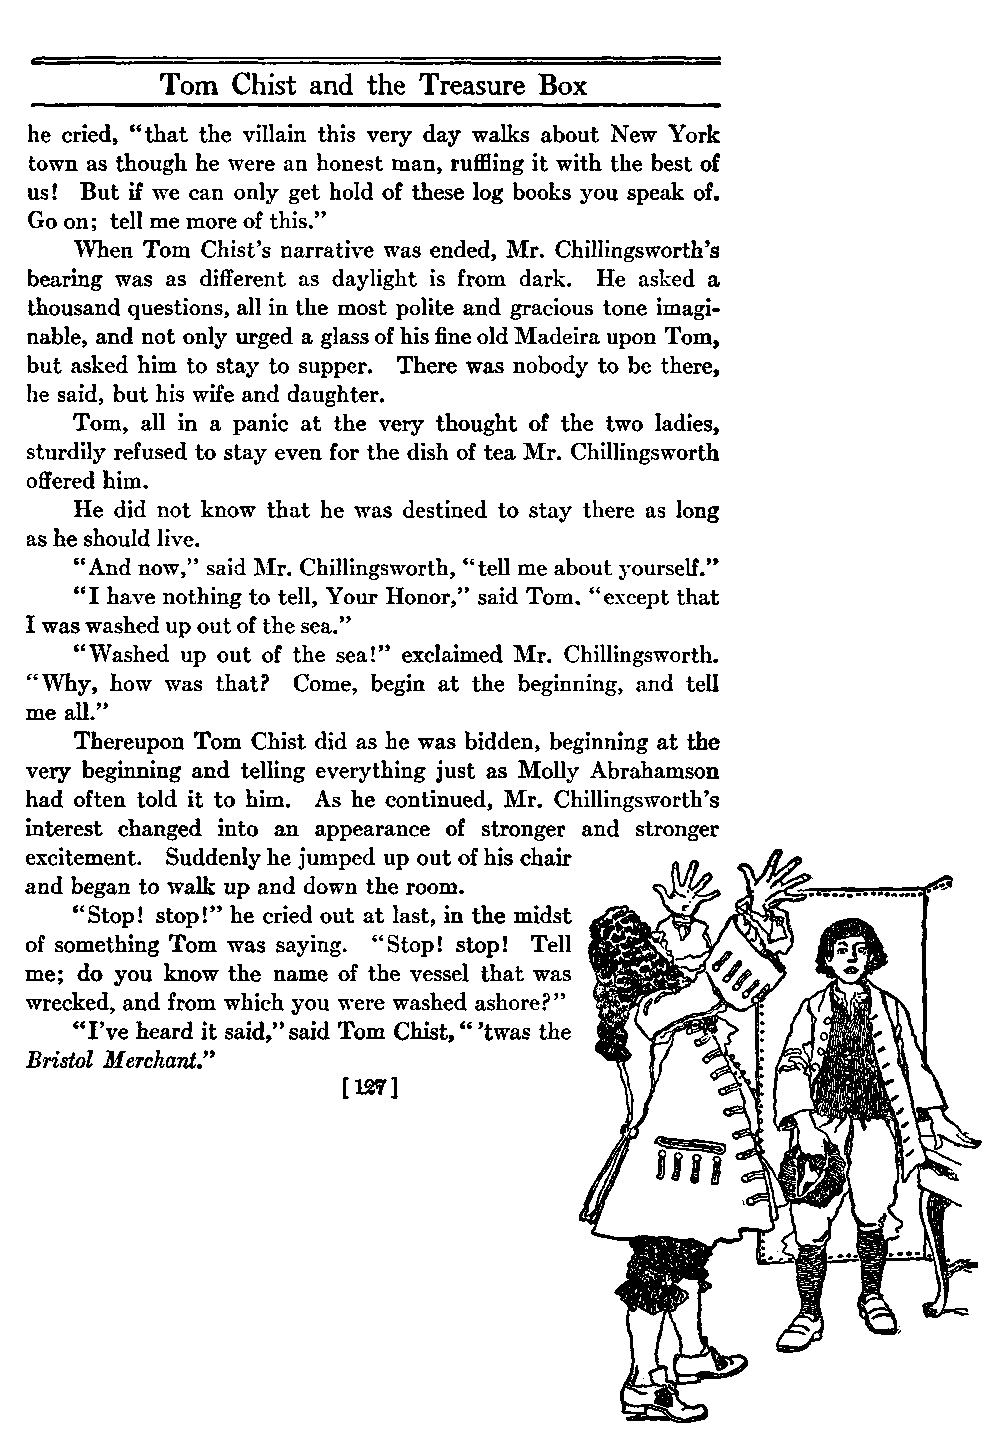 Tom Chist and the Treasure Box
he cried, “that the villain this very day walks about New York
town as though he were an honest man, ruffling it with the best of
us! But if we can only get hold of these log books you speak of.
Go on; tell me more of this.”
When Tom Chist’s narrative was ended, Mr. Chillingsworth’s
bearing was as different as daylight is from dark. He asked a
thousand questions, all in the most polite and gracious tone imagi-
nable, and not only urged a glass of his fine old Madeira upon Tom,
but asked him to stay to supper. There was nobody to be there,
he said, but his wife and daughter.
Tom, all in a panic at the very thought of the two ladies,
sturdily refused to stay even for the dish of tea Mr. Chillingsworth
offered him.
He did not know that he was destined to stay there as long
as he should live.
“And now,” said Mr. Chillingsworth, “tell me about yourself.”
“I have nothing to tell, Your Honor,” said Tom. “except that
I was washed up out of the sea.”
“Washed up out of the sea!” exclaimed Mr. Chillingsworth.
“Why, how was that? Come, begin at the beginning, and tell
me all.”
Thereupon Tom Chist did as he was bidden, beginning at the
very beginning and telling everything just as Molly Abrahamson
had often told it to him. As he continued, Mr. Chillingsworth’s
interest changed into an appearance of stronger and stronger
excitement. Suddenly he jumped up out of his chair
and began to walk up and down the room.
“Stop! stop!” he cried out at last, in the midst
of something Tom was saying. “Stop! stop! Tell
me; do you know the name of the vessel that was
wrecked, and from which you were washed ashore?”
“I’ve heard it said,” said Tom Chist, “ ’twas the
Bristol Merchant.”
[ 127 ]